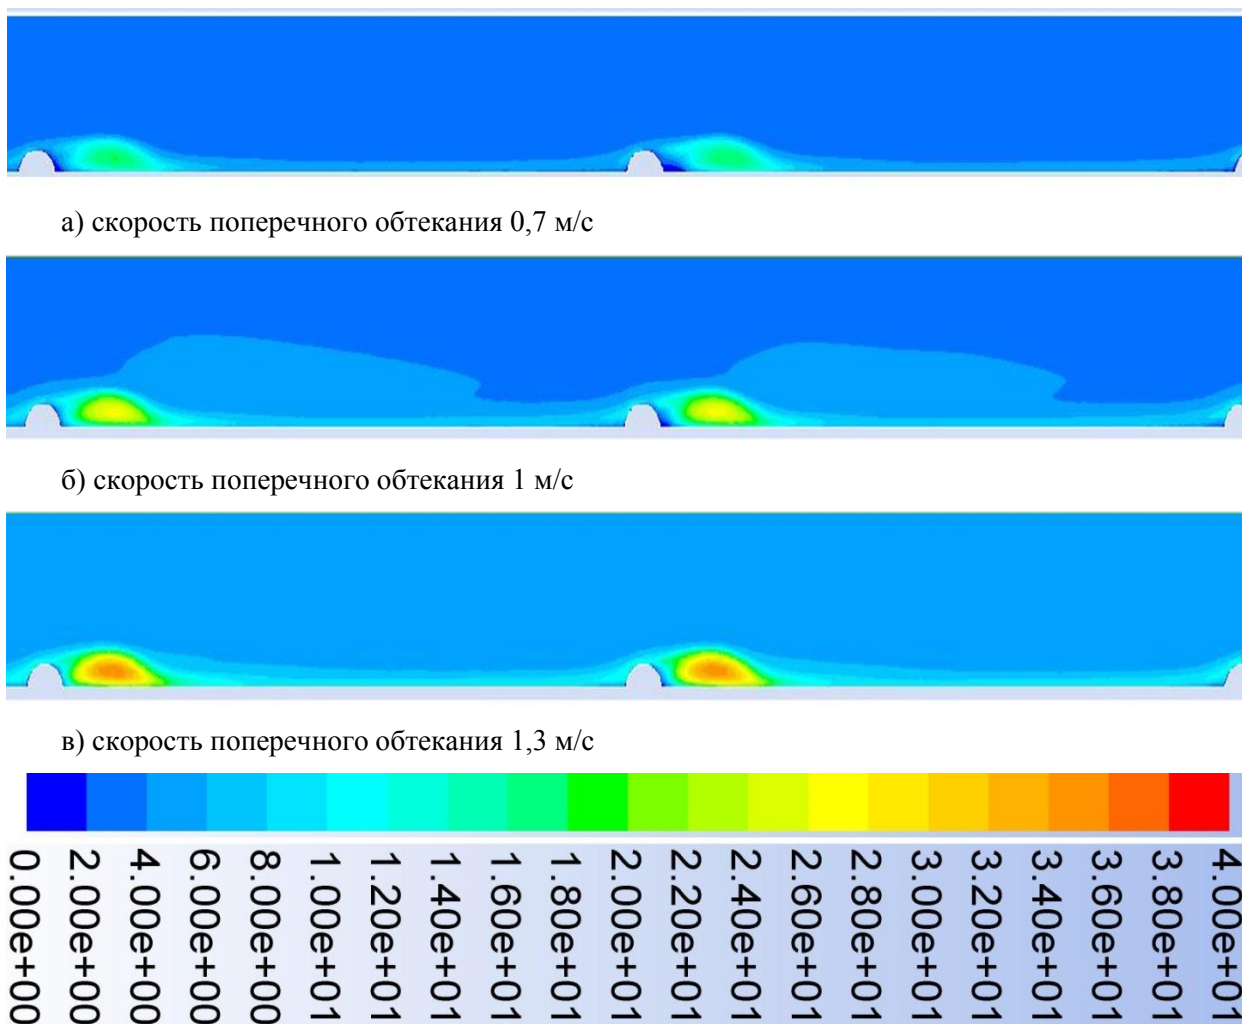 а) скорость поперечного обтекания 0,7 м/с
б) скорость поперечного обтекания 1 м/с
в) скорость поперечного обтекания 1,3 м/с
0.00e+00
2.00e+00
4.00e+00
6.00e+00
8.00e+00
1.00e+01
1.20e+01
1.40e+01
1.60e+01
1.80e+01
2.00e+01
2.20e+01
2.40e+01
2.60e+01
2.80e+01
3.00e+01
3.20e+01
3.40e+01
3.60e+01
3.80e+01
4.00e+01